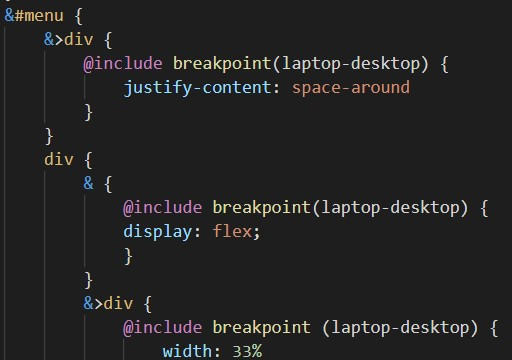 &#menu {
&>div {
@include breakpoint(laptop-desktop) {
justify-content: space-around
}
}
div {
& {
@include breakpoint(laptop-desktop) {
display: flex;
}
}
&>div {
@include breakpoint (laptop-desktop) {
width: 33%